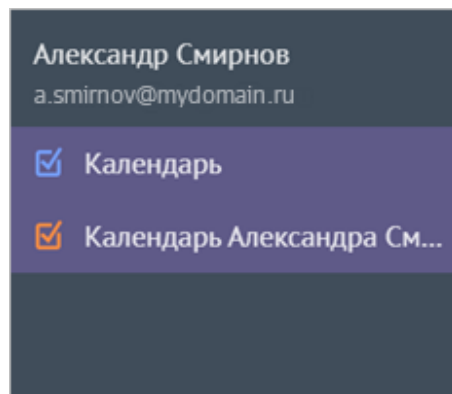 Александр Смирнов
a.smirnov@mydomain.ru
Календарь
Календарь Александра См...